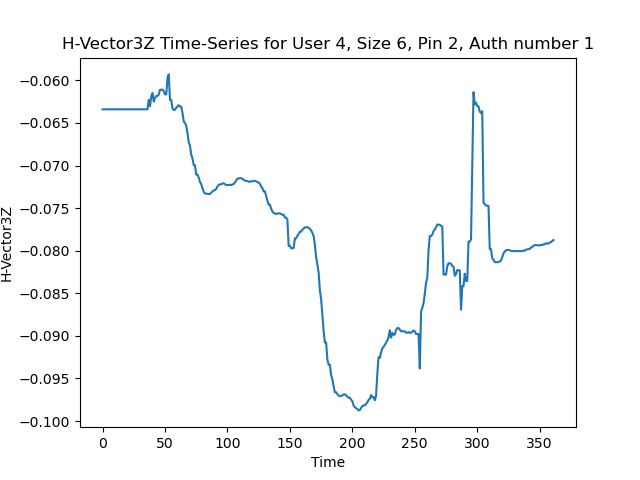 H-Vector3Z Time-Series for User 4, Size 6, Pin 2, Auth number 1
H-Vector3Z
−0.060
−0.065
−0.070
−0.075
−0.080
−0.085
−0.090
−0.095
−0.100
0 50 100 150 200 250 300 350
Time